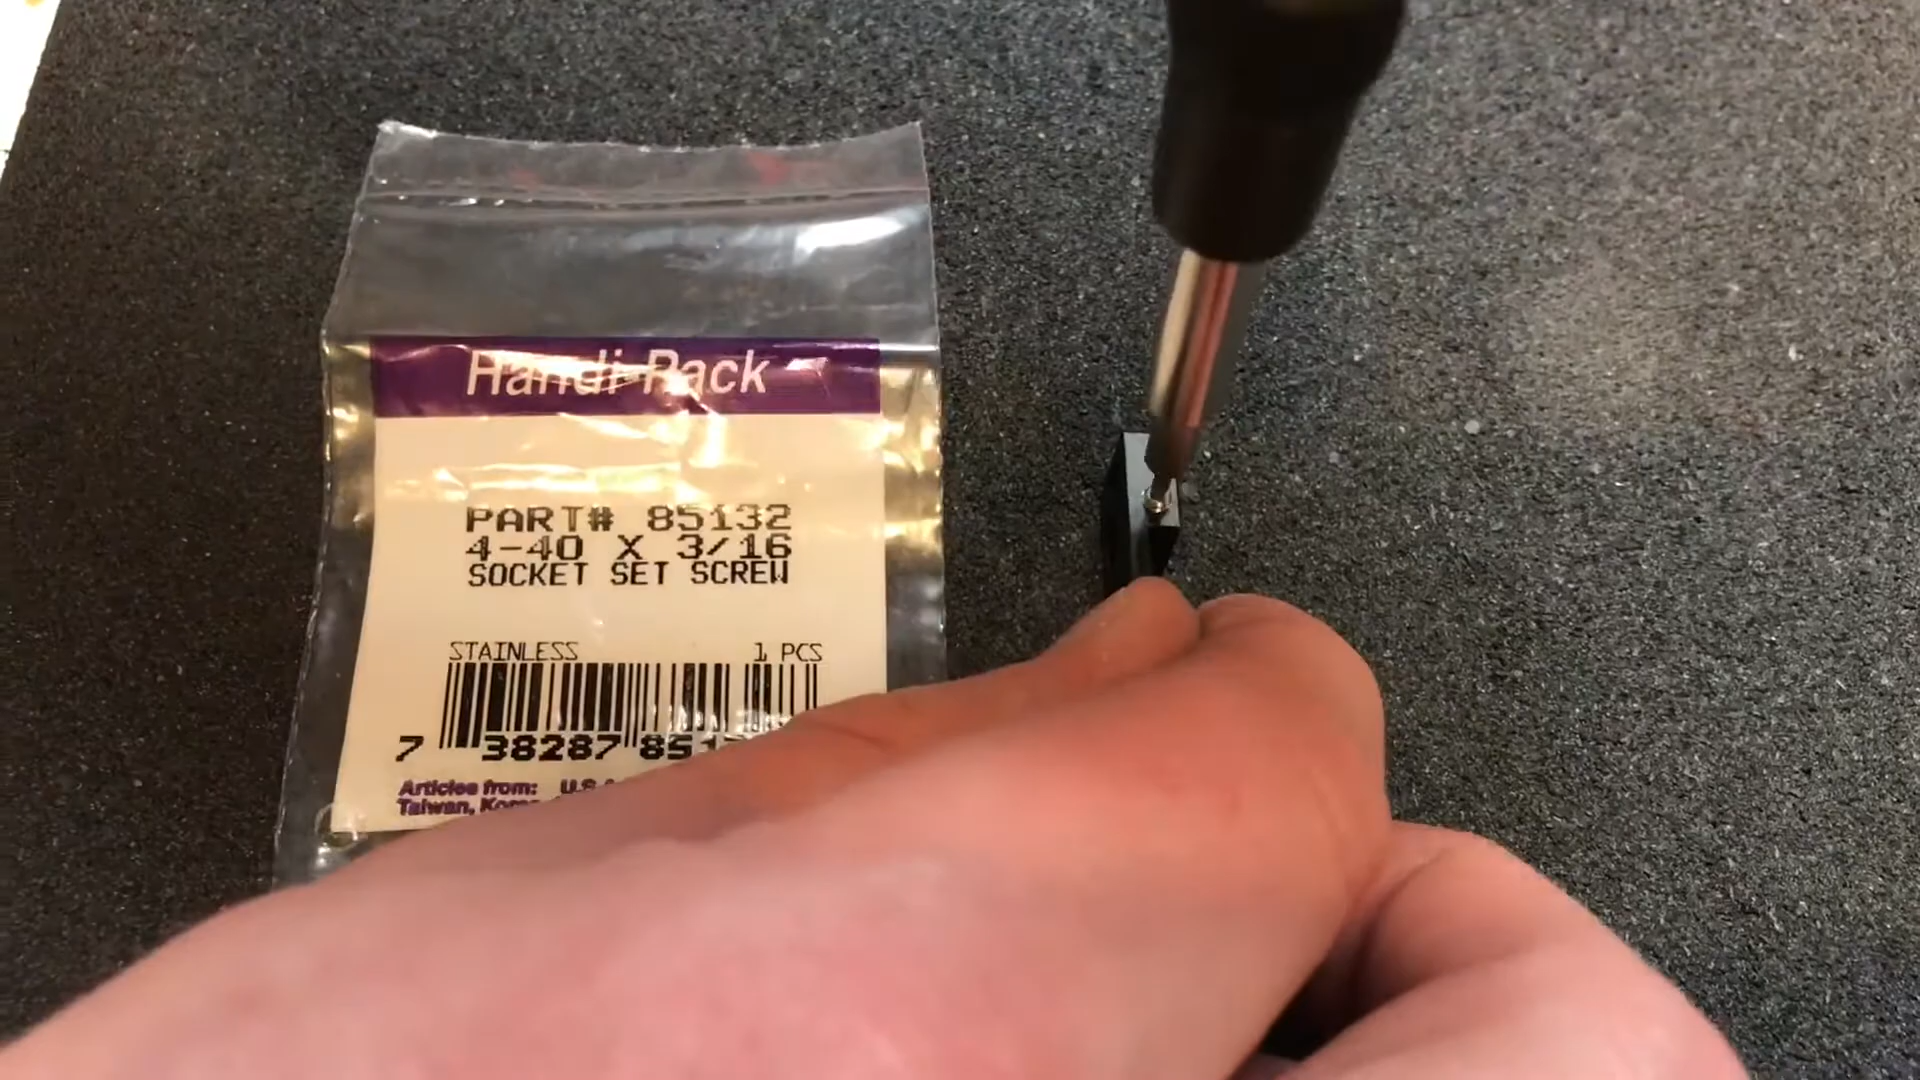 Handi-Pack
PART# 85132
4-40 X 3/16
SOCKET SET SCREW
STAINLESS 1 PCS
7 38287 851
Articles from: U.S.
Taiwan,